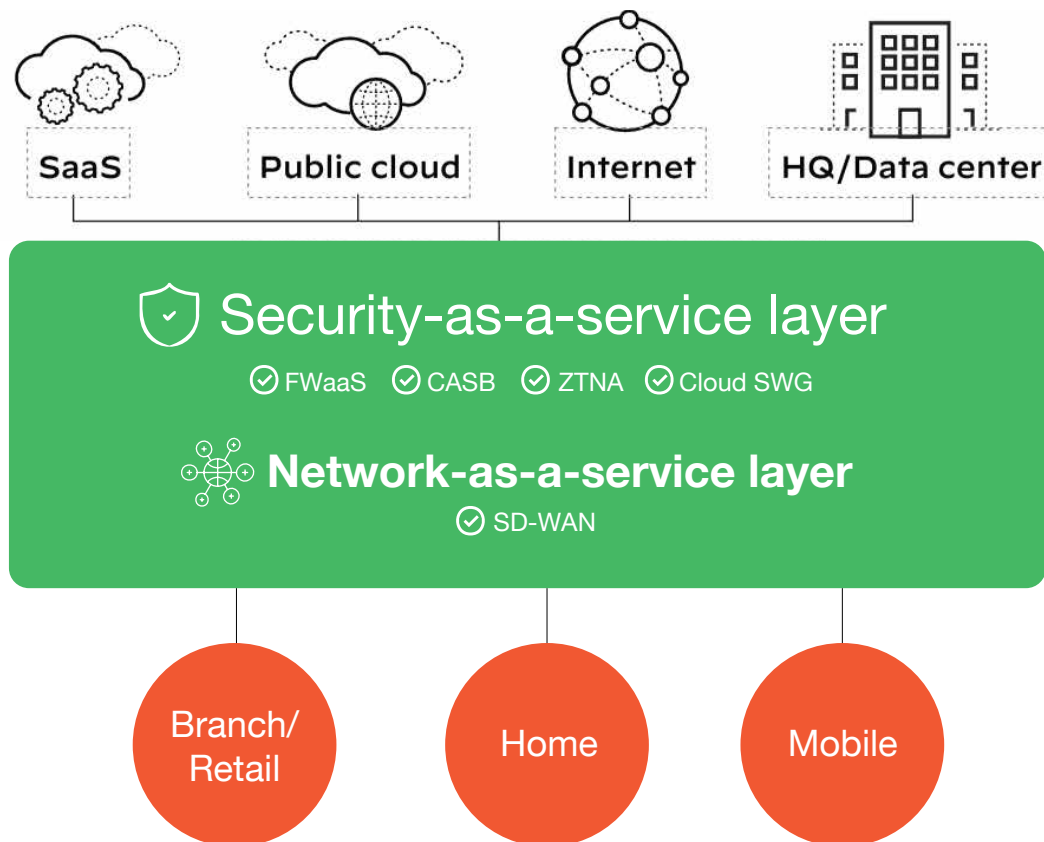 SaaS
Public cloud
Internet
HQ/Data center
Security-as-a-service layer
FWaaS CASB ZTNA Cloud SWG
Network-as-a-service layer
SD-WAN
Branch/
Retail
Home
Mobile